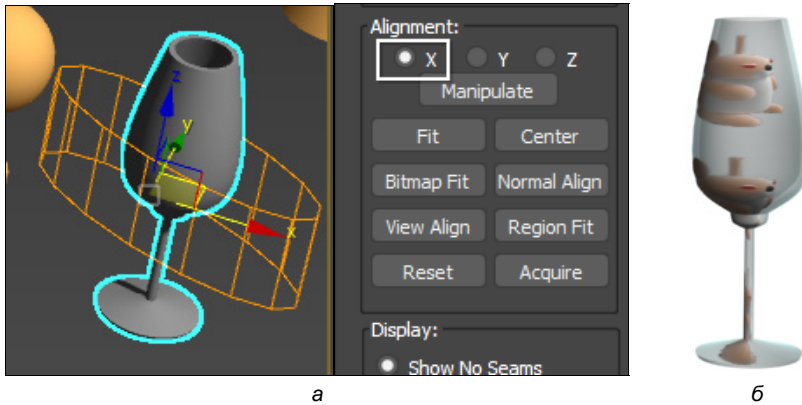 z
y
x
Alignment:
X Y Z
Manipulate
Fit Center
Bitmap Fit Normal Align
View Align Region Fit
Reset Acquire
Display:
Show No Seams
а б